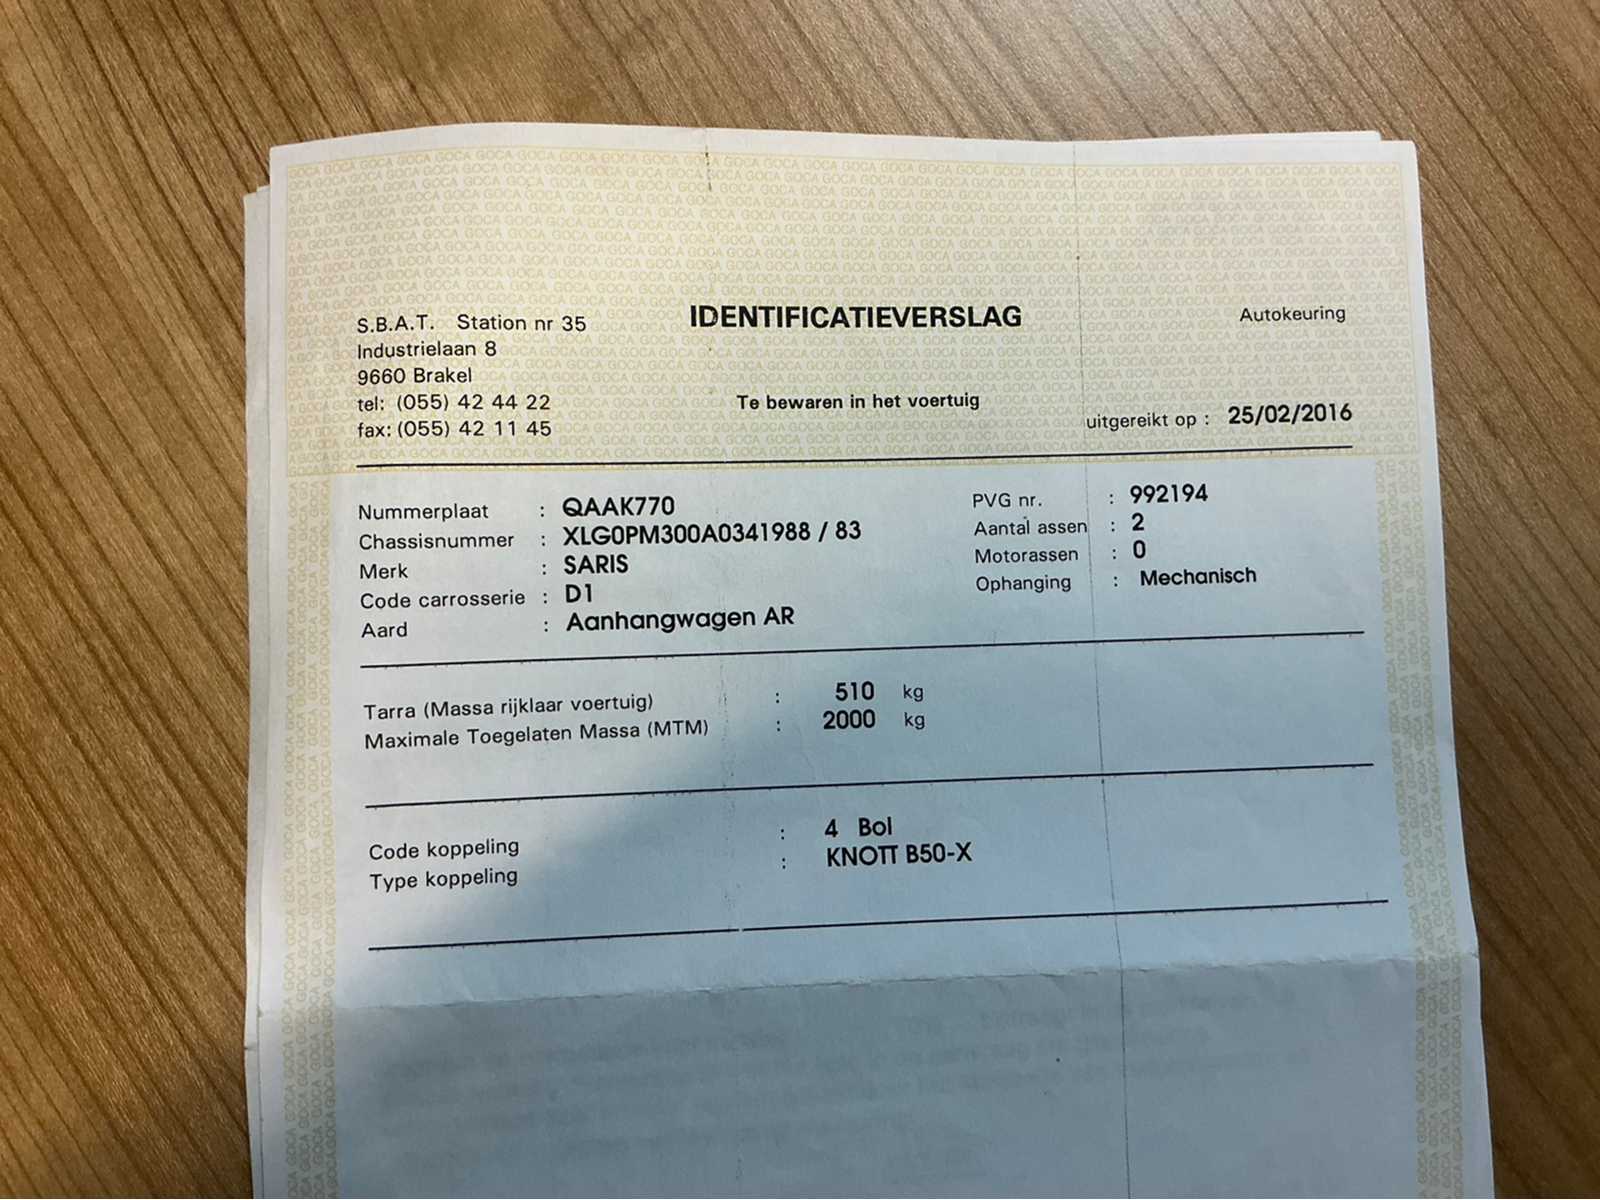 S.B.A.T. Station nr 35
Industrielaan 8
9660 Brakel
tel: (055) 42 44 22
fax: (055) 42 11 45
IDENTIFICATIEVERSLAG
Te bewaren in het voertuig
Autokeuring
uitgereikt op : 25/02/2016
Nummerplaat : QAAK770
Chassisnummer : XLG0PM300A0341988 / 83
Merk : SARIS
Code carrosserie : D1
Aard : Aanhangwagen AR
PVG nr. : 992194
Aantal assen : 2
Motorassen : 0
Ophanging : Mechanisch
Tarra (Massa rijklaar voertuig) : 510 kg
Maximale Toegelaten Massa (MTM) : 2000 kg
Code koppeling : 4 Bol
Type koppeling : KNOTT B50-X